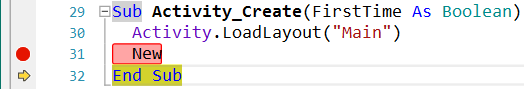 29 Sub Activity_Create(FirstTime As Boolean)
30 Activity.LoadLayout("Main")
31 New
32 End Sub